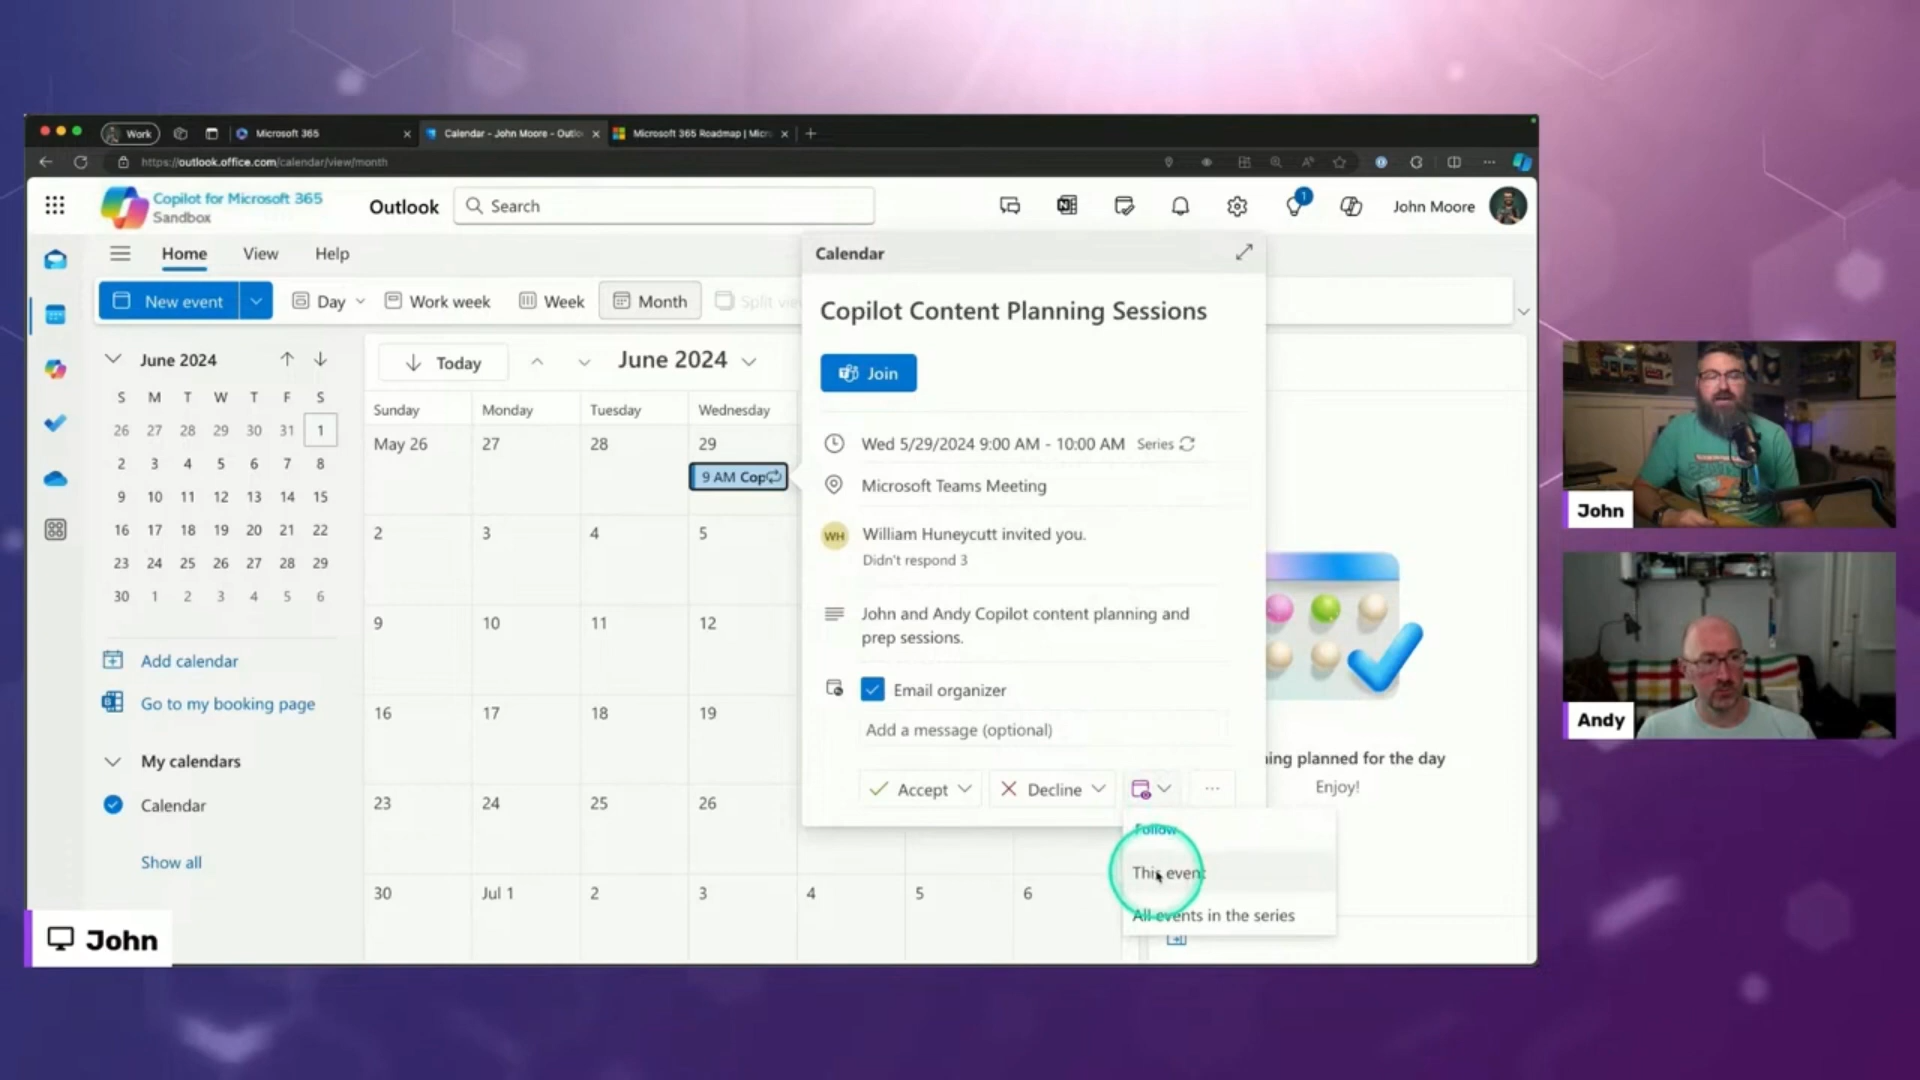 Work
Microsoft 365
Calendar - John Moore - Outlo
Microsoft 365 Roadmap | Micr
https://outlook.office.com/calendar/view/month
Copilot for Microsoft 365
Sandbox
Outlook
Search
1
John Moore
Home
View
Help
New event
Day
Work week
Week
Month
Split vie
June 2024
S M T W T F S
26 27 28 29 30 31 1
2 3 4 5 6 7 8
9 10 11 12 13 14 15
16 17 18 19 20 21 22
23 24 25 26 27 28 29
30 1 2 3 4 5 6
Add calendar
Go to my booking page
My calendars
Calendar
Show all
Today
June 2024
Sunday Monday Tuesday Wednesday
May 26 27 28 29
9 AM Cop
2 3 4 5
9 10 11 12
16 17 18 19
23 24 25 26
30 Jul 1 2 3 4 5 6
Calendar
Copilot Content Planning Sessions
Join
Wed 5/29/2024 9:00 AM - 10:00 AM Series
Microsoft Teams Meeting
WH
William Huneycutt invited you.
Didn't respond 3
John and Andy Copilot content planning and
prep sessions.
Email organizer
Add a message (optional)
Accept
Decline
Follow
This event
All events in the series
ing planned for the day
Enjoy!
John
John
Andy